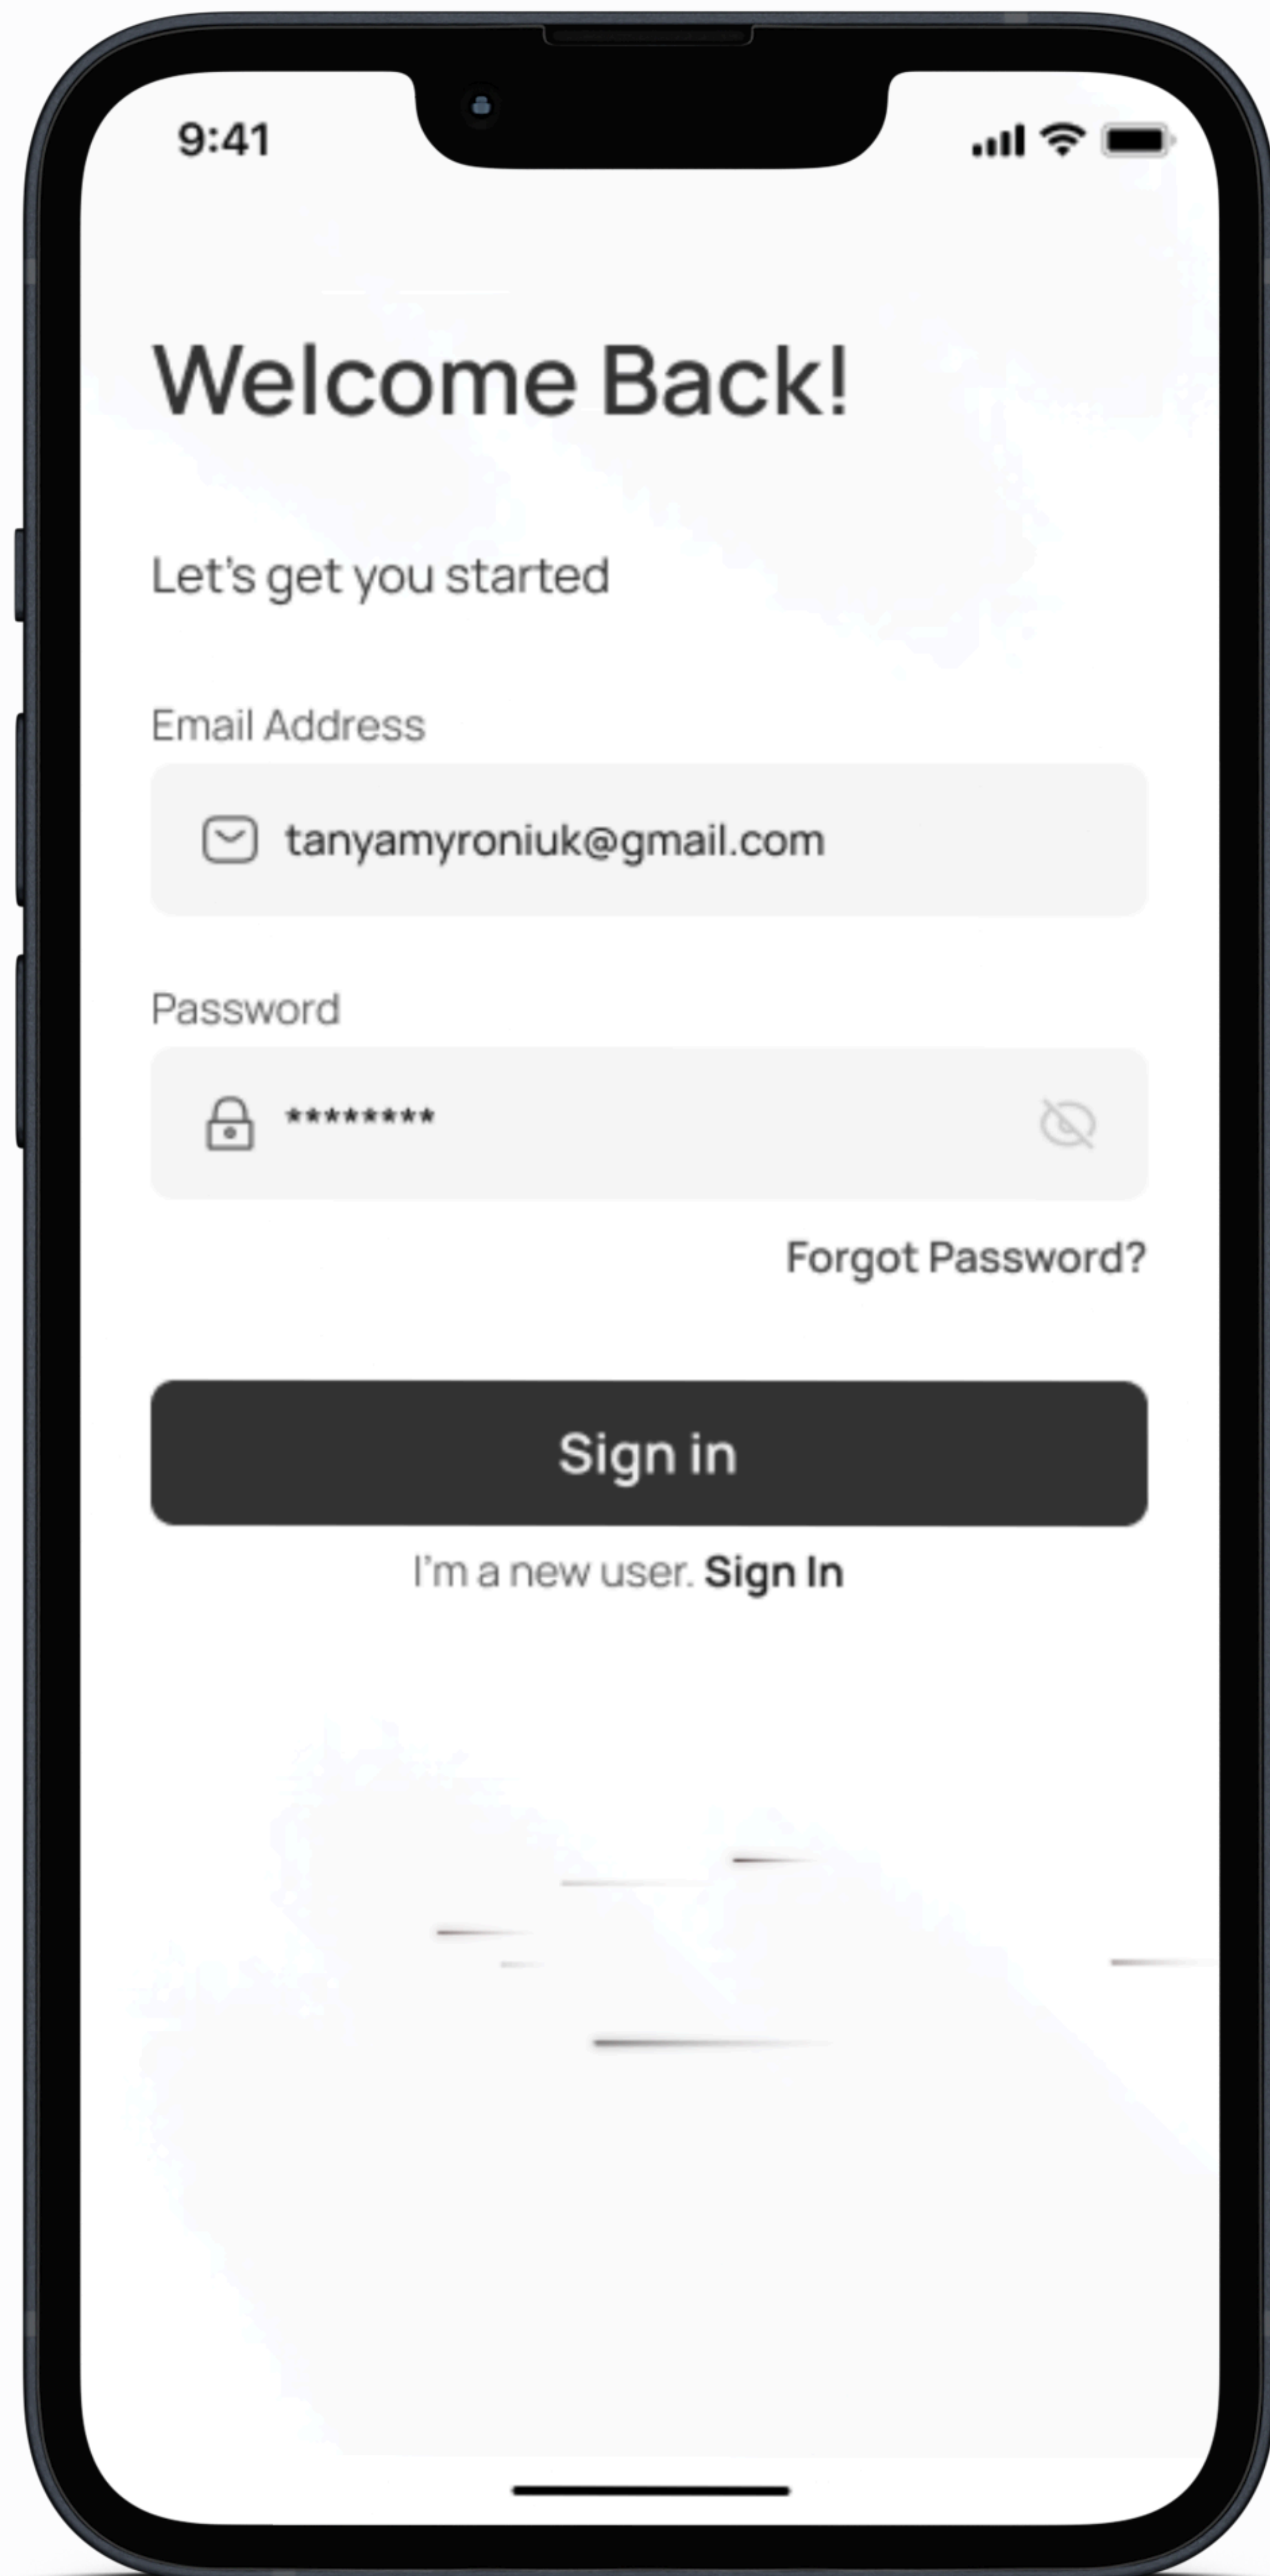 9:41
Welcome Back!
Let's get you started
Email Address
tanyamyroniuk@gmail.com
Password
********
Forgot Password?
Sign in
I'm a new user. Sign In